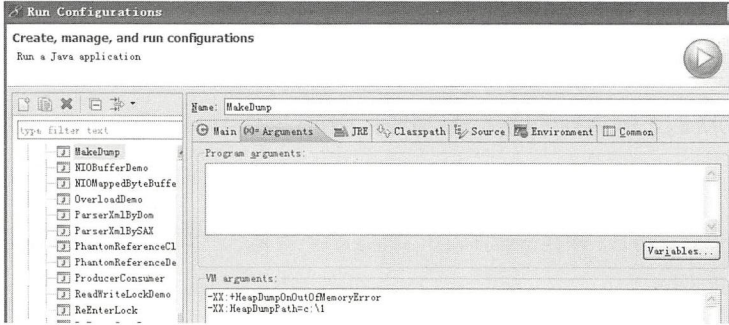 Run Configurations
Create, manage, and run configurations
Run a Java application
Name: MakeDump
type filter text
Main (x)= Arguments JRE Classpath Source Environment Common
MakeDump
NIOBufferDemo
NIOMappedByteBuffe
OverloadDemo
ParserXmlByDom
ParserXmlBySAX
PhantomReferenceCl
PhantomReferenceDe
ProducerConsumer
ReadWriteLockDemo
ReEnterLock
Program arguments:
Variables...
VM arguments:
-XX:+HeapDumpOnOutOfMemoryError
-XX:HeapDumpPath=c:\1